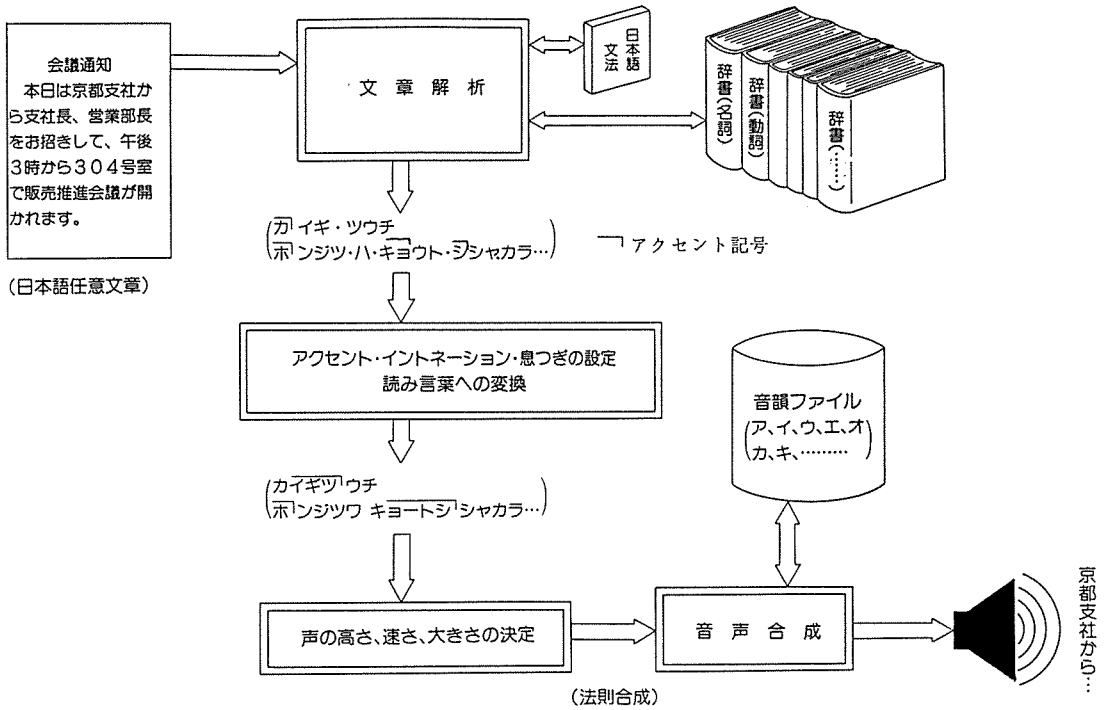 会議通知
本日は京都支社か
ら支社長、営業部長
をお招きして、午後
3時から304号室
で販売推進会議が開
かれます。
(日本語任意文章)
文章解析
日本語
文法
辞書(名詞)
辞書(動詞)
辞書(……)
(カイギ・ツウチ
ホンジツ・ハ・キョウト・シシャカラ…)
アクセント記号
アクセント・イントネーション・息つぎの設定
読み言葉への変換
(カイギツウチ
ホンジツワ キョートシシャカラ…)
音韻ファイル
(ア、イ、ウ、エ、オ
カ、キ、………)
声の高さ、速さ、大きさの決定
音声合成
(法則合成)
京都支社から…